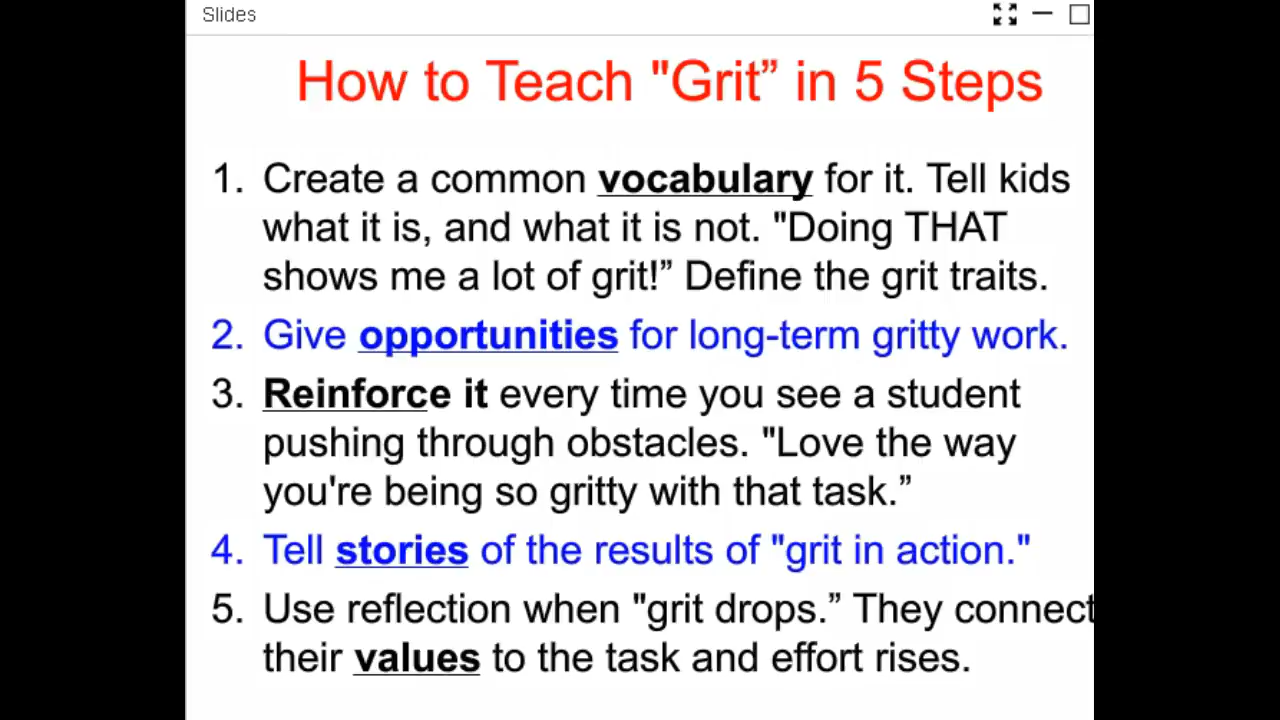 Slides
How to Teach "Grit” in 5 Steps
1. Create a common vocabulary for it. Tell kids
what it is, and what it is not. "Doing THAT
shows me a lot of grit!” Define the grit traits.
2. Give opportunities for long-term gritty work.
3. Reinforce it every time you see a student
pushing through obstacles. "Love the way
you're being so gritty with that task.”
4. Tell stories of the results of "grit in action."
5. Use reflection when "grit drops.” They connect
their values to the task and effort rises.